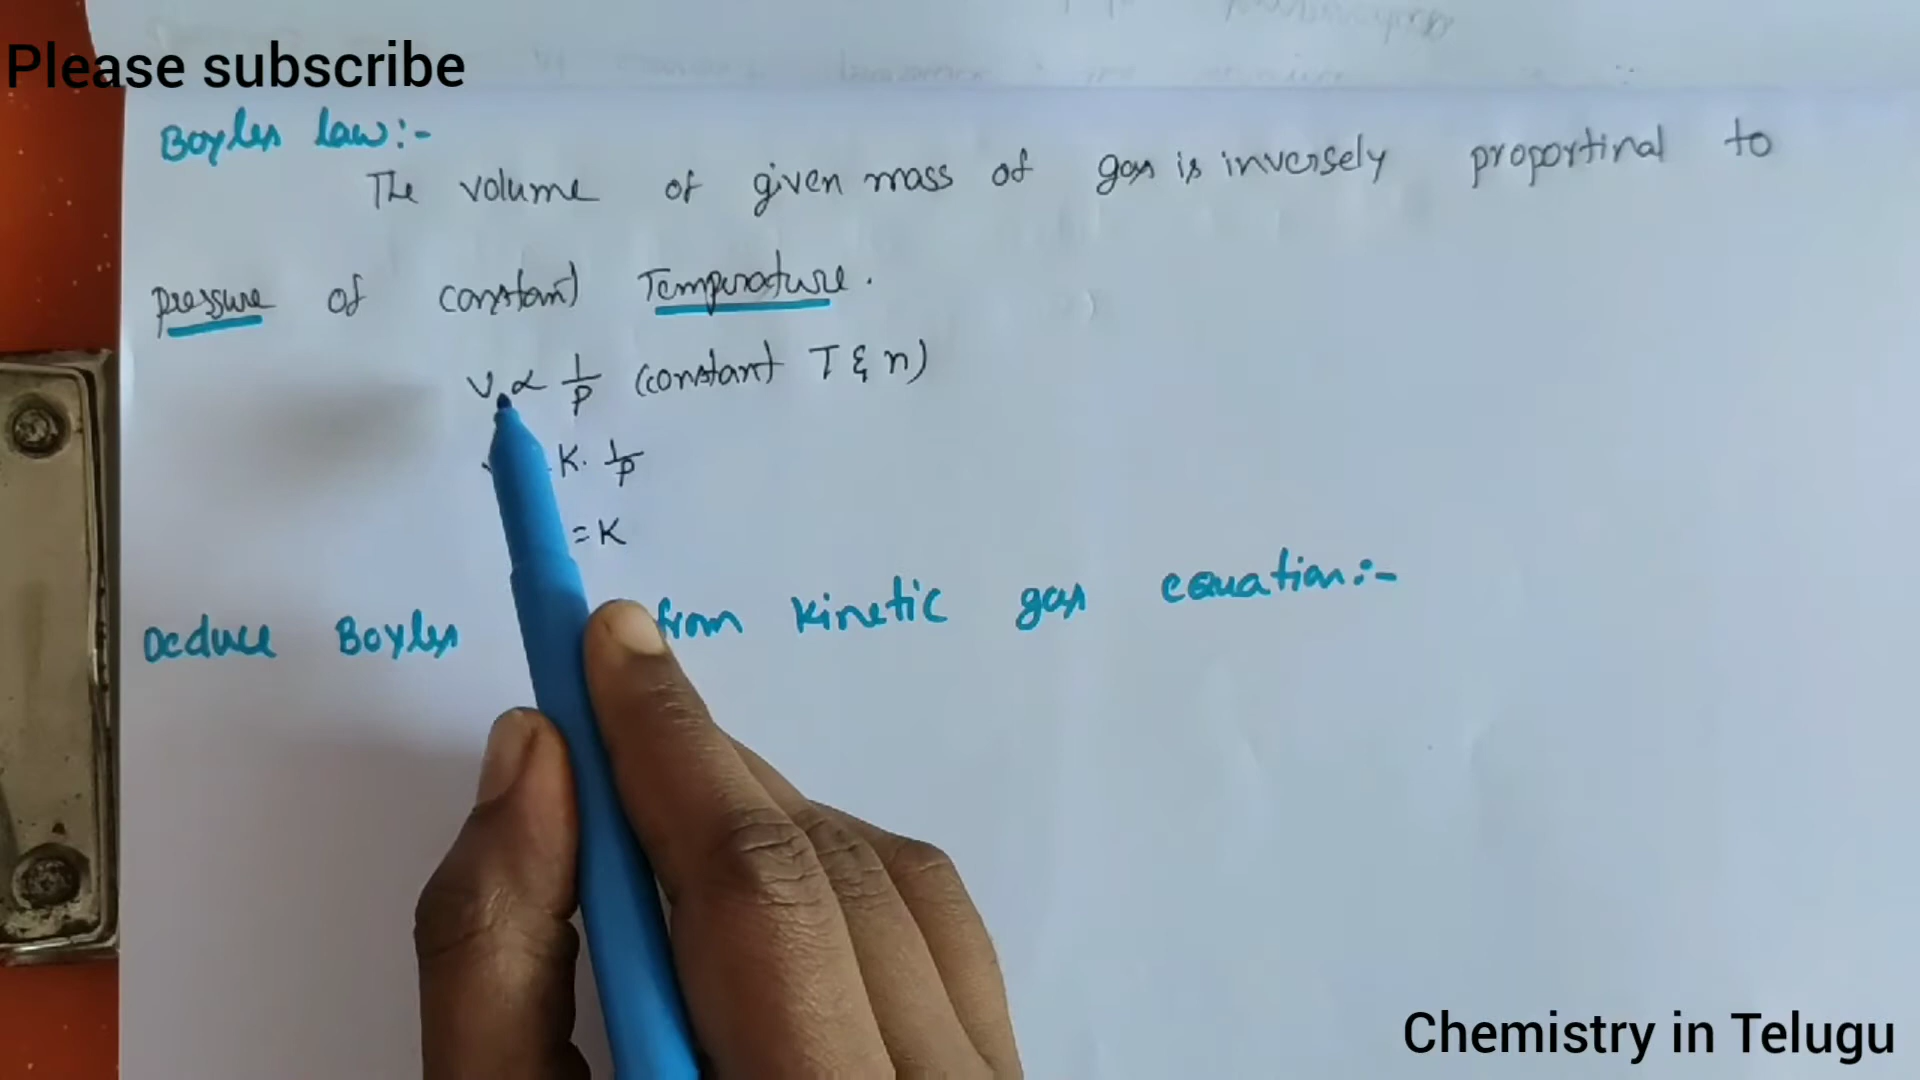 Please subscribe
Boyles law:-
The volume of given mass of gas is inversely proportinal to
pressure of constant Temperature.
V ∝ 1/P (constant T & n)
K. 1/P
= K
Deduce Boyles from kinetic gas equation:-
Chemistry in Telugu